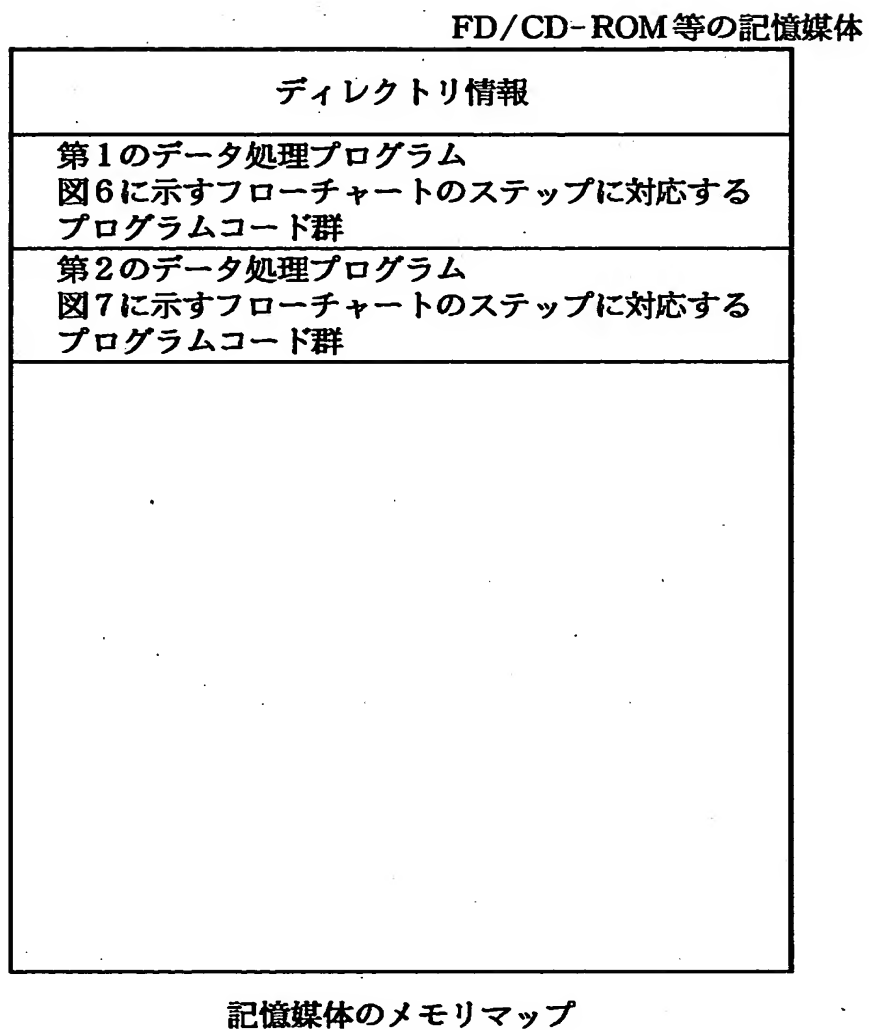 FD/CD-ROM等の記憶媒体
ディレクトリ情報
第1のデータ処理プログラム
図6に示すフローチャートのステップに対応する
プログラムコード群
第2のデータ処理プログラム
図7に示すフローチャートのステップに対応する
プログラムコード群
記憶媒体のメモリマップ